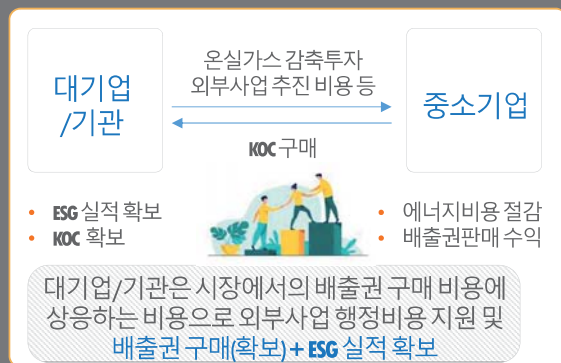 대기업
/기관
온실가스 감축투자
외부사업 추진 비용 등
중소기업
KOC 구매
• ESG 실적 확보
• KOC 확보
• 에너지비용 절감
• 배출권판매 수익
대기업/기관은 시장에서의 배출권 구매 비용에
상응하는 비용으로 외부사업 행정비용 지원 및
배출권 구매(확보) + ESG 실적 확보